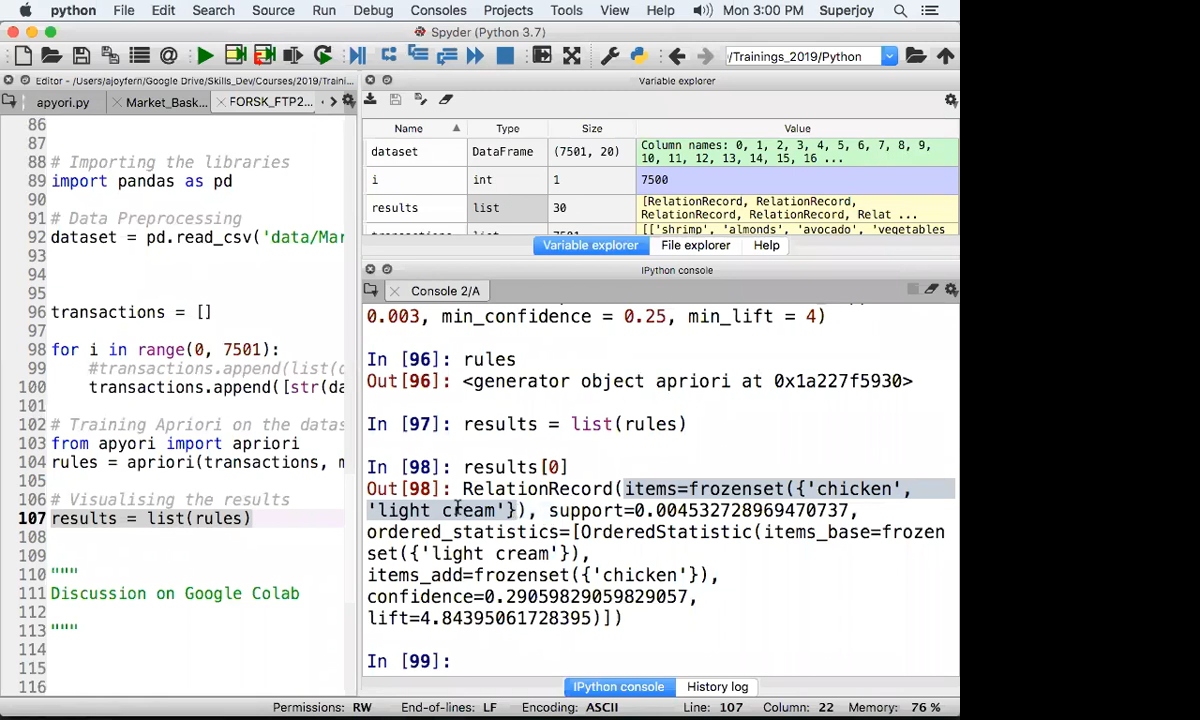 python File Edit Search Source Run Debug Consoles Projects Tools View Help Mon 3:00 PM Superjoy
Spyder (Python 3.7)
/Trainings_2019/Python
Editor - /Users/ajoyfern/Google Drive/Skills_Dev/Courses/2019/Traini...
apyori.py Market_Bask... FORSK_FTP2...
86
87
88 # Importing the libraries
89 import pandas as pd
90
91 # Data Preprocessing
92 dataset = pd.read_csv('data/Mar
93
94
95
96 transactions = []
97
98 for i in range(0, 7501):
99 #transactions.append(list(d
100 transactions.append([str(da
101
102 # Training Apriori on the datas
103 from apyori import apriori
104 rules = apriori(transactions, m
105
106 # Visualising the results
107 results = list(rules)
108
109
110 """
111 Discussion on Google Colab
112
113 """
114
115
116
Variable explorer
Name Type Size Value
dataset DataFrame (7501, 20) Column names: 0, 1, 2, 3, 4, 5, 6, 7, 8, 9,
10, 11, 12, 13, 14, 15, 16 ...
i int 1 7500
results list 30 [RelationRecord, RelationRecord,
RelationRecord, RelationRecord, Relat ...
[['shrimp', 'almonds', 'avocado', 'vegetables
Variable explorer File explorer Help
IPython console
Console 2/A
0.003, min_confidence = 0.25, min_lift = 4)
In [96]: rules
Out[96]: <generator object apriori at 0x1a227f5930>
In [97]: results = list(rules)
In [98]: results[0]
Out[98]: RelationRecord(items=frozenset({'chicken',
'light cream'}), support=0.004532728969470737,
ordered_statistics=[OrderedStatistic(items_base=frozen
set({'light cream'}),
items_add=frozenset({'chicken'}),
confidence=0.29059829059829057,
lift=4.84395061728395)])
In [99]:
IPython console History log
Permissions: RW End-of-lines: LF Encoding: ASCII Line: 107 Column: 22 Memory: 76 %